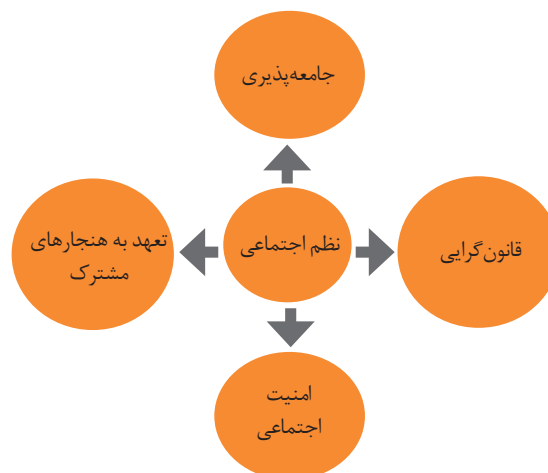 جامعه‌پذیری
قانون‌گرایی
نظم اجتماعی
تعهد به هنجارهای
مشترک
امنیت
اجتماعی